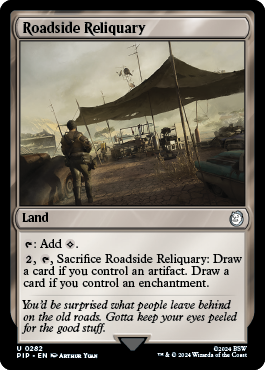 Roadside Reliquary
Land
: Add .
2, , Sacrifice Roadside Reliquary: Draw
a card if you control an artifact. Draw a
card if you control an enchantment.
You'd be surprised what people leave behind
on the old roads. Gotta keep your eyes peeled
for the good stuff.
U 0282
PIP • EN Arthur Yuan
©2024 BSW
™ & © 2024 Wizards of the Coast